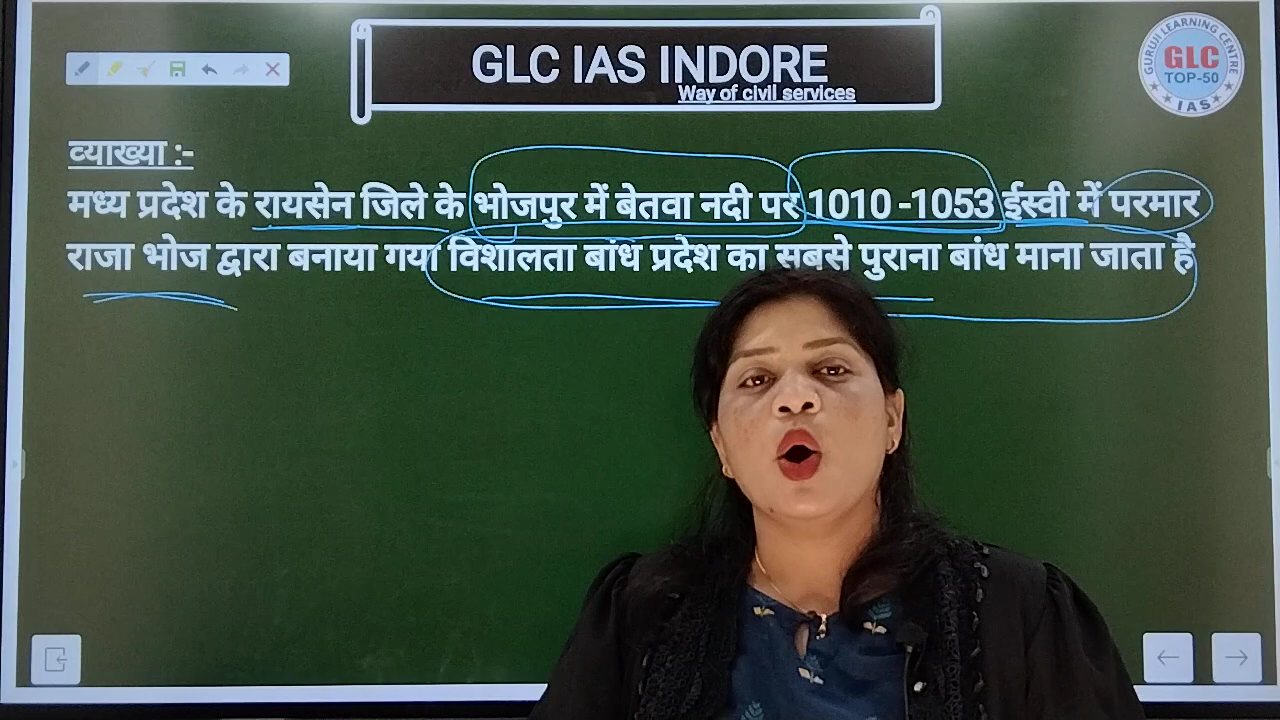 GLC IAS INDORE
Way of civil services
GURUJI LEARNING CENTRE
GLC
TOP-50
IAS
व्याख्या :-
मध्य प्रदेश के रायसेन जिले के भोजपुर में बेतवा नदी पर 1010 -1053 ईस्वी में परमार
राजा भोज द्वारा बनाया गया विशालता बांध प्रदेश का सबसे पुराना बांध माना जाता है